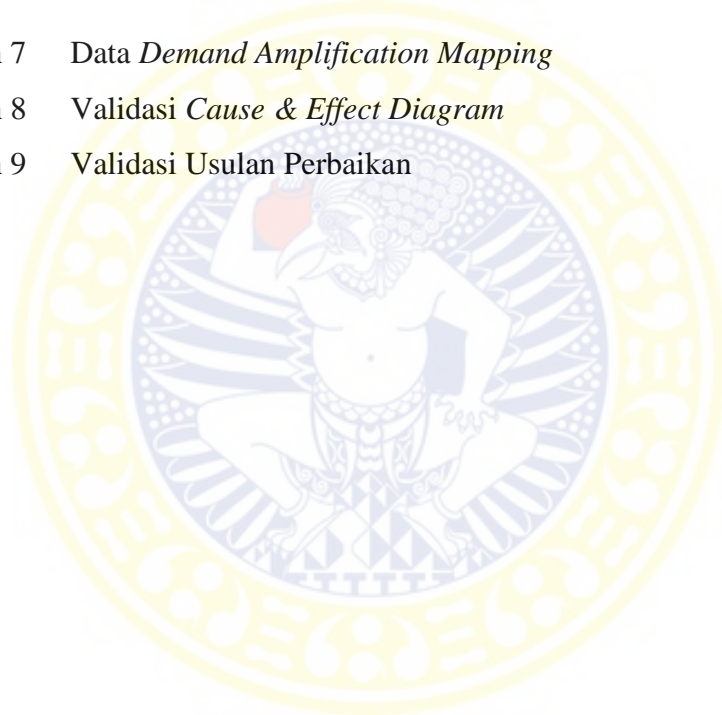 n 7 Data Demand Amplification Mapping
n 8 Validasi Cause & Effect Diagram
n 9 Validasi Usulan Perbaikan